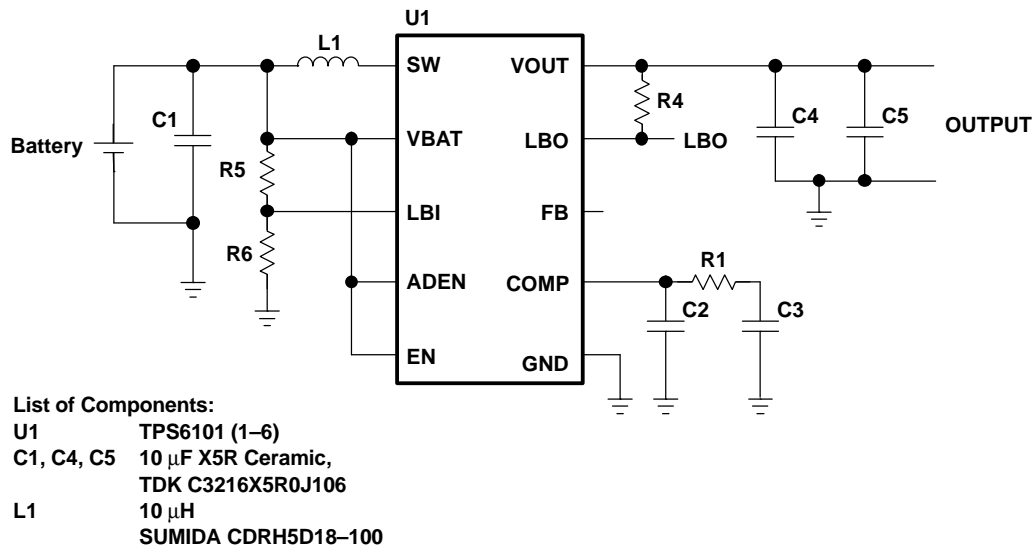 U1
L1
SW
VOUT
R4
C1
C4
C5
Battery
VBAT
LBO
LBO
OUTPUT
R5
LBI
FB
R6
R1
ADEN
COMP
C2
C3
EN
GND
List of Components:
U1 TPS6101 (1–6)
C1, C4, C5 10 μF X5R Ceramic,
TDK C3216X5R0J106
L1 10 μH
SUMIDA CDRH5D18–100